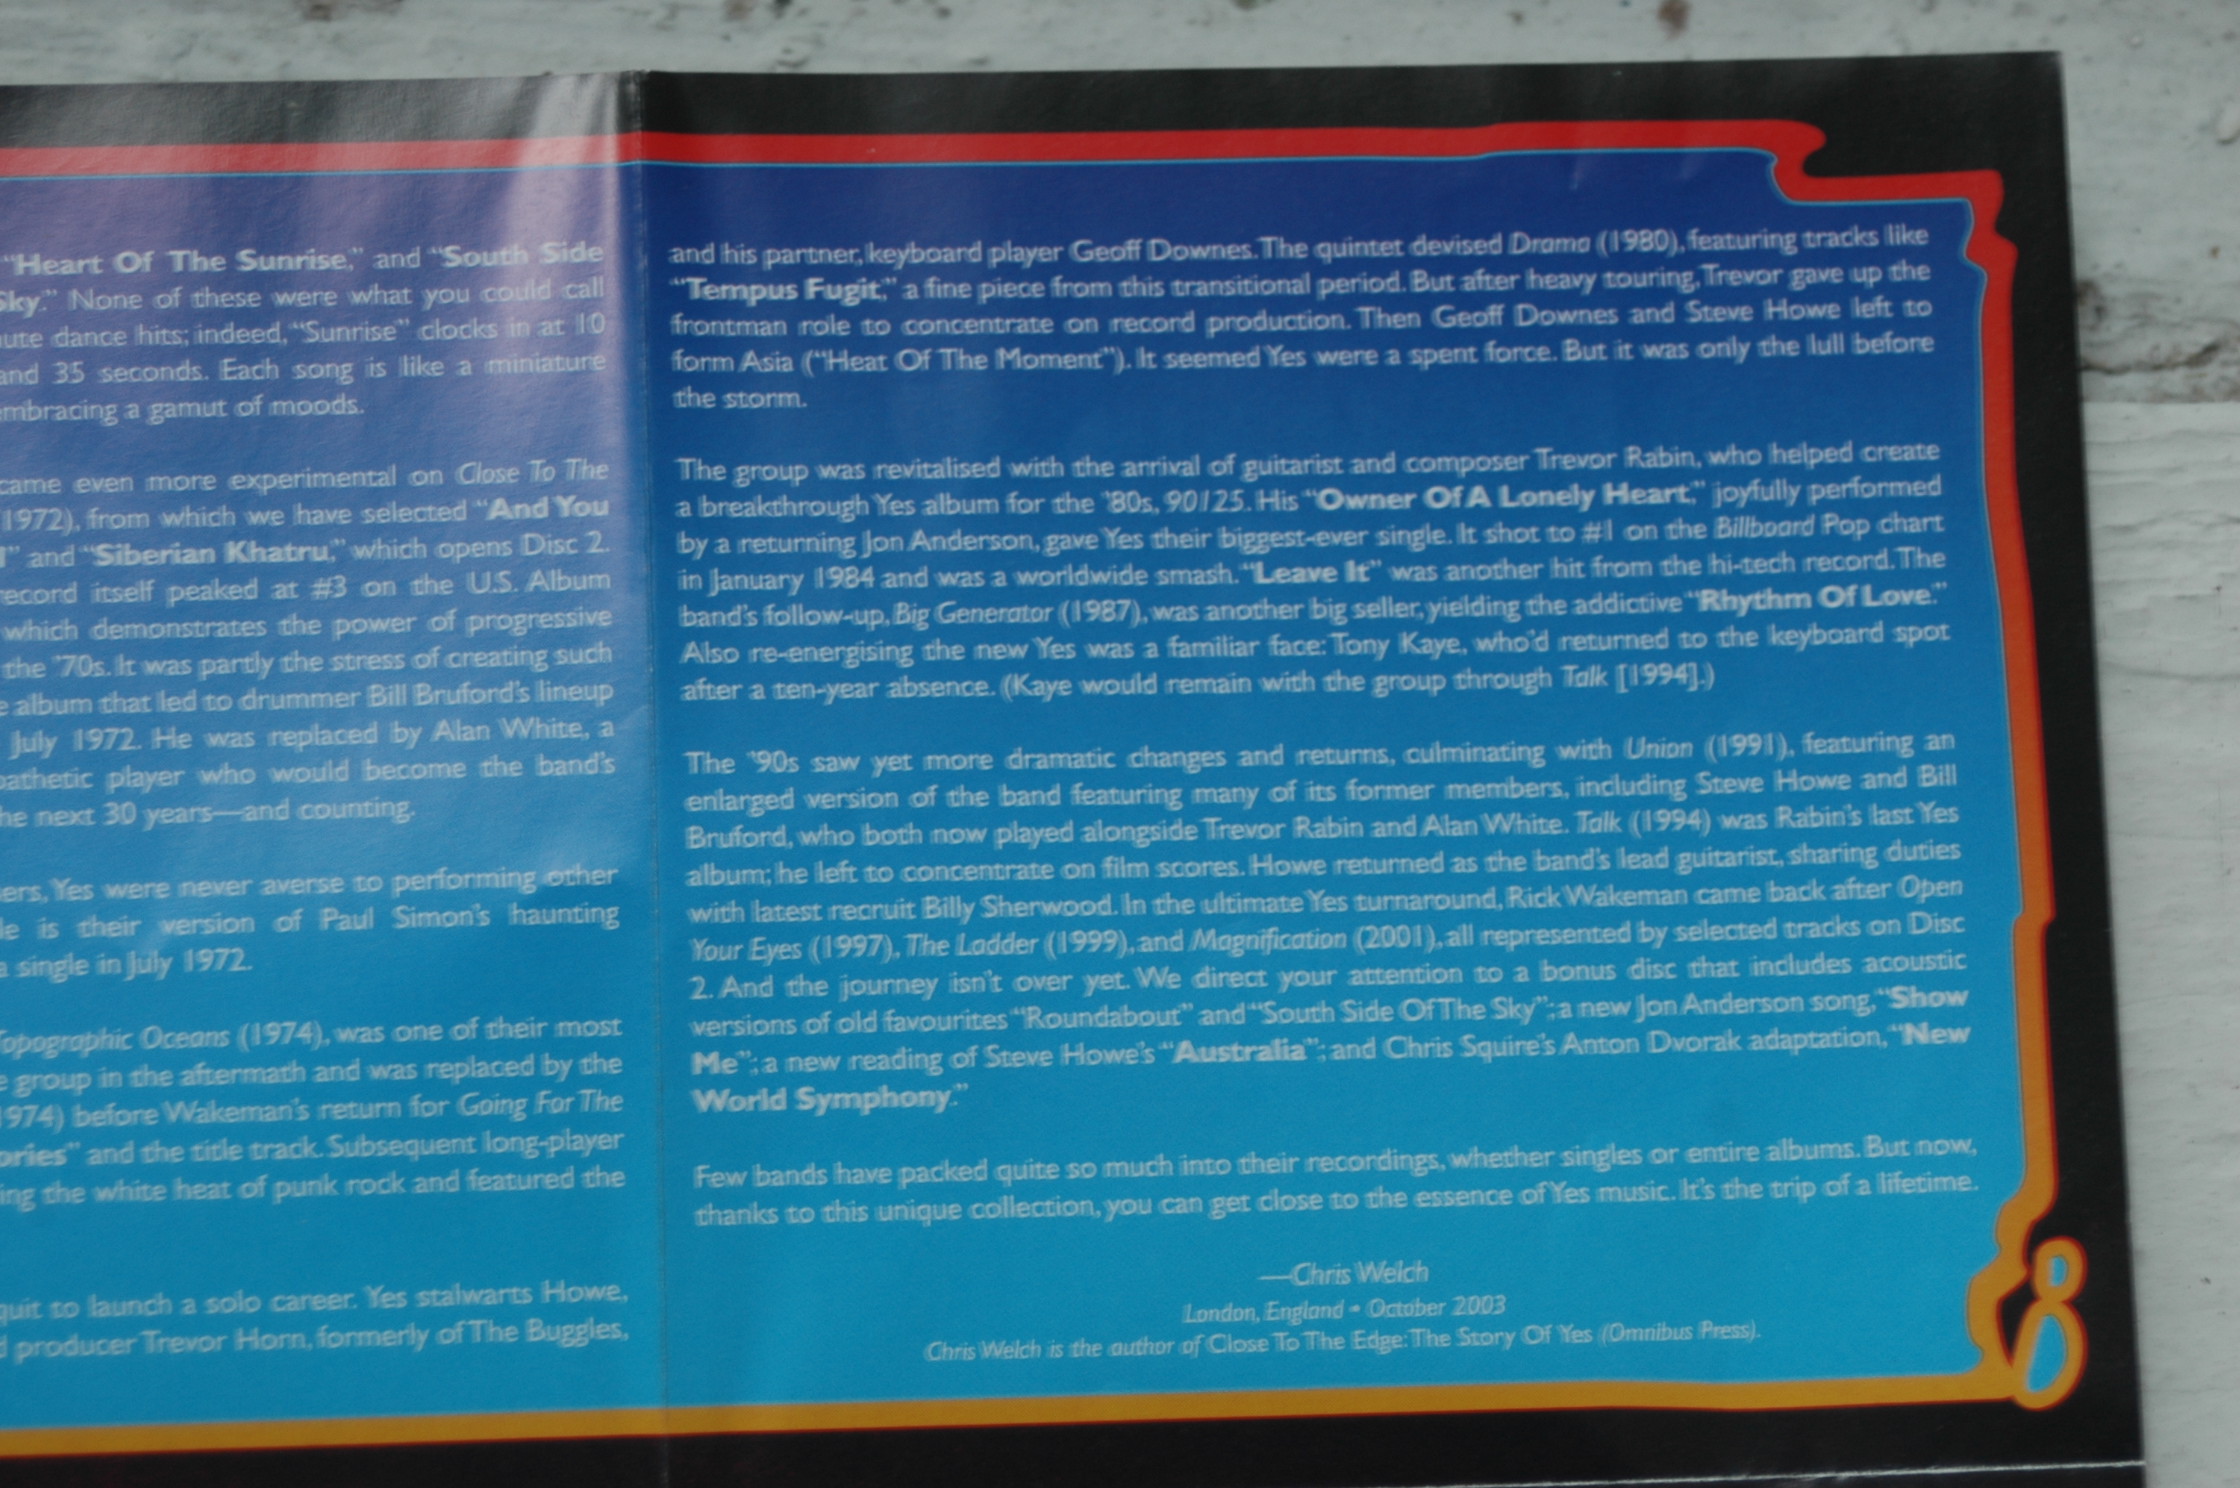 "Heart Of The Sunrise," and "South Side
Sky." None of these were what you could call
ute dance hits; indeed, "Sunrise" clocks in at 10
and 35 seconds. Each song is like a miniature
mbracing a gamut of moods.
came even more experimental on Close To The
1972), from which we have selected "And You
I" and "Siberian Khatru," which opens Disc 2.
record itself peaked at #3 on the U.S. Album
which demonstrates the power of progressive
the '70s. It was partly the stress of creating such
e album that led to drummer Bill Bruford's lineup
July 1972. He was replaced by Alan White, a
pathetic player who would become the band's
he next 30 years—and counting.
ers, Yes were never averse to performing other
le is their version of Paul Simon's haunting
a single in July 1972.
Topographic Oceans (1974), was one of their most
e group in the aftermath and was replaced by the
1974) before Wakeman's return for Going For The
ories" and the title track. Subsequent long-player
ing the white heat of punk rock and featured the
quit to launch a solo career. Yes stalwarts Howe,
d producer Trevor Horn, formerly of The Buggles,
and his partner, keyboard player Geoff Downes. The quintet devised Drama (1980), featuring tracks like
"Tempus Fugit," a fine piece from this transitional period. But after heavy touring, Trevor gave up the
frontman role to concentrate on record production. Then Geoff Downes and Steve Howe left to
form Asia ("Heat Of The Moment"). It seemed Yes were a spent force. But it was only the lull before
the storm.
The group was revitalised with the arrival of guitarist and composer Trevor Rabin, who helped create
a breakthrough Yes album for the '80s, 90125. His "Owner Of A Lonely Heart," joyfully performed
by a returning Jon Anderson, gave Yes their biggest-ever single. It shot to #1 on the Billboard Pop chart
in January 1984 and was a worldwide smash. "Leave It" was another hit from the hi-tech record. The
band's follow-up, Big Generator (1987), was another big seller, yielding the addictive "Rhythm Of Love."
Also re-energising the new Yes was a familiar face: Tony Kaye, who'd returned to the keyboard spot
after a ten-year absence. (Kaye would remain with the group through Talk [1994].)
The '90s saw yet more dramatic changes and returns, culminating with Union (1991), featuring an
enlarged version of the band featuring many of its former members, including Steve Howe and Bill
Bruford, who both now played alongside Trevor Rabin and Alan White. Talk (1994) was Rabin's last Yes
album; he left to concentrate on film scores. Howe returned as the band's lead guitarist, sharing duties
with latest recruit Billy Sherwood. In the ultimate Yes turnaround, Rick Wakeman came back after Open
Your Eyes (1997), The Ladder (1999), and Magnification (2001), all represented by selected tracks on Disc
2. And the journey isn't over yet. We direct your attention to a bonus disc that includes acoustic
versions of old favourites "Roundabout" and "South Side Of The Sky"; a new Jon Anderson song, "Show
Me"; a new reading of Steve Howe's "Australia"; and Chris Squire's Anton Dvorak adaptation, "New
World Symphony."
Few bands have packed quite so much into their recordings, whether singles or entire albums. But now,
thanks to this unique collection, you can get close to the essence of Yes music. It's the trip of a lifetime.
—Chris Welch
London, England • October 2003
Chris Welch is the author of Close To The Edge: The Story Of Yes (Omnibus Press).
8